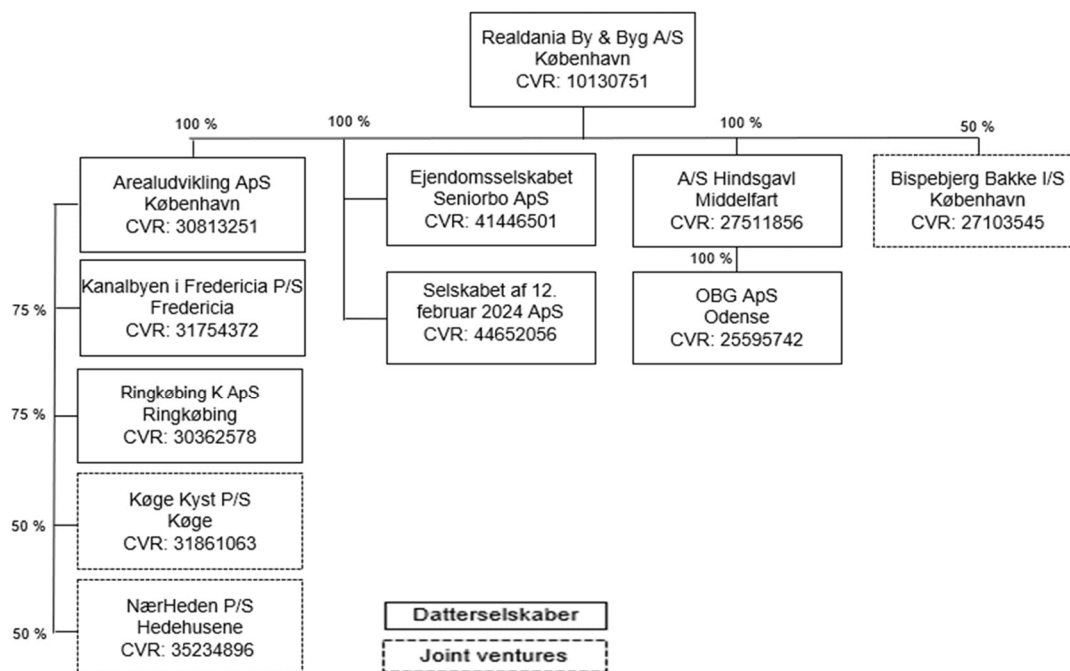 Realdania By & Byg A/S
København
CVR: 10130751
100 %
100 %
100 %
50 %
Arealudvikling ApS
København
CVR: 30813251
Ejendomsselskabet
Seniorbo ApS
CVR: 41446501
A/S Hindsgavl
Middelfart
CVR: 27511856
Bispebjerg Bakke I/S
København
CVR: 27103545
75 %
Kanalbyen i Fredericia P/S
Fredericia
CVR: 31754372
Selskabet af 12.
februar 2024 ApS
CVR: 44652056
100 %
OBG ApS
Odense
CVR: 25595742
75 %
Ringkøbing K ApS
Ringkøbing
CVR: 30362578
50 %
Køge Kyst P/S
Køge
CVR: 31861063
50 %
NærHeden P/S
Hedehusene
CVR: 35234896
Datterselskaber
Joint ventures